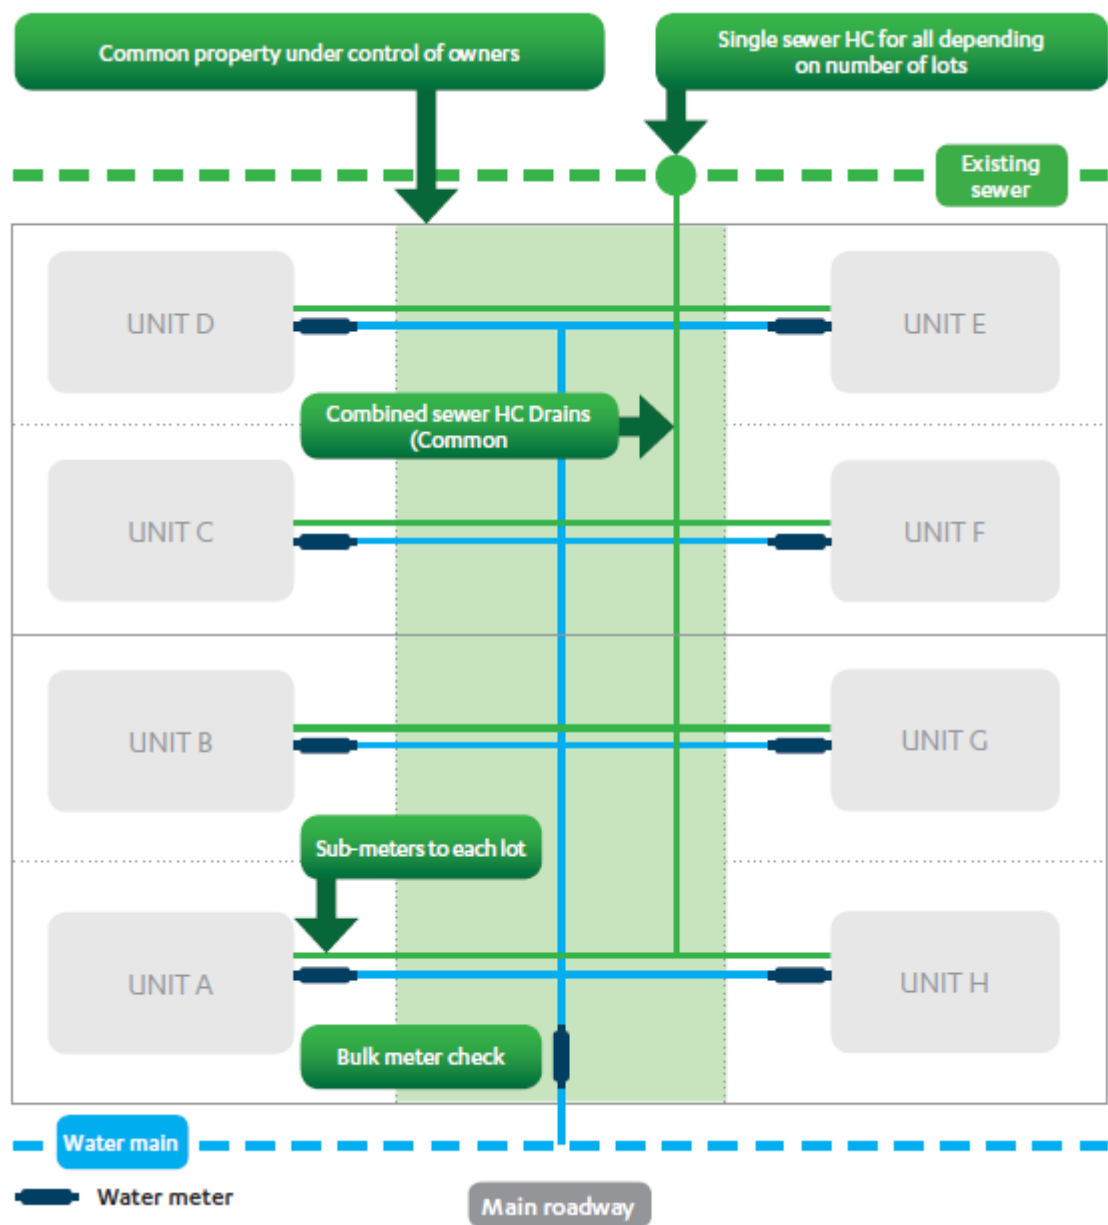 Common property under control of owners
Single sewer HC for all depending
on number of lots
Existing
sewer
UNIT D
UNIT E
Combined sewer HC Drains
(Common
UNIT C
UNIT F
UNIT B
UNIT G
Sub-meters to each lot
UNIT A
UNIT H
Bulk meter check
Water main
Water meter
Main roadway